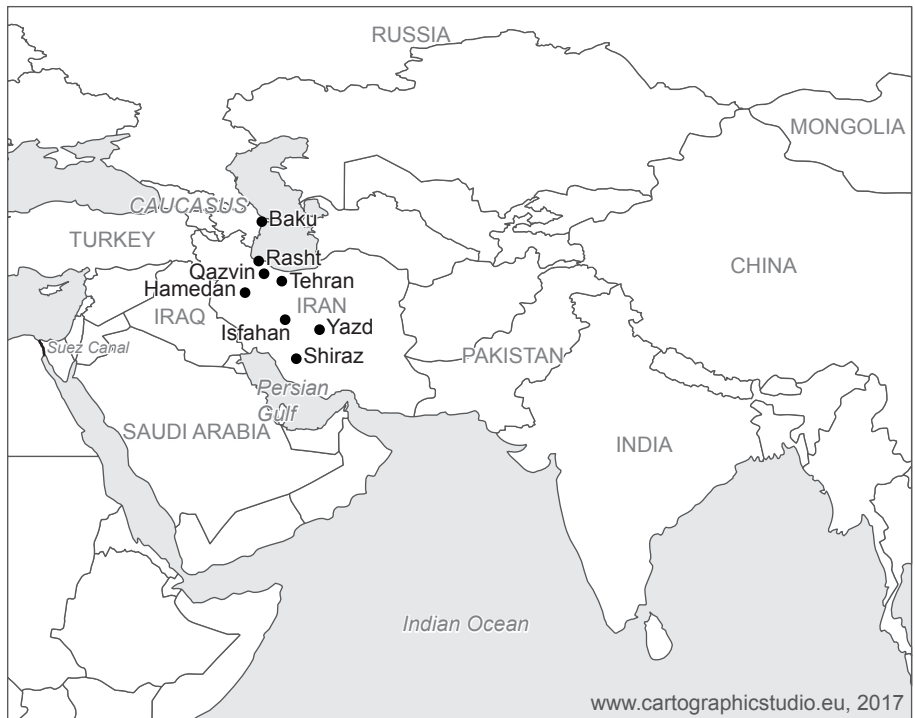 RUSSIA
MONGOLIA
CAUCASUS
Baku
TURKEY
Rasht
Qazvin
Tehran
CHINA
Hamedan
IRAN
IRAQ
Isfahan
Yazd
Suez Canal
Shiraz
PAKISTAN
Persian
Gulf
SAUDI ARABIA
INDIA
Indian Ocean
www.cartographicstudio.eu, 2017